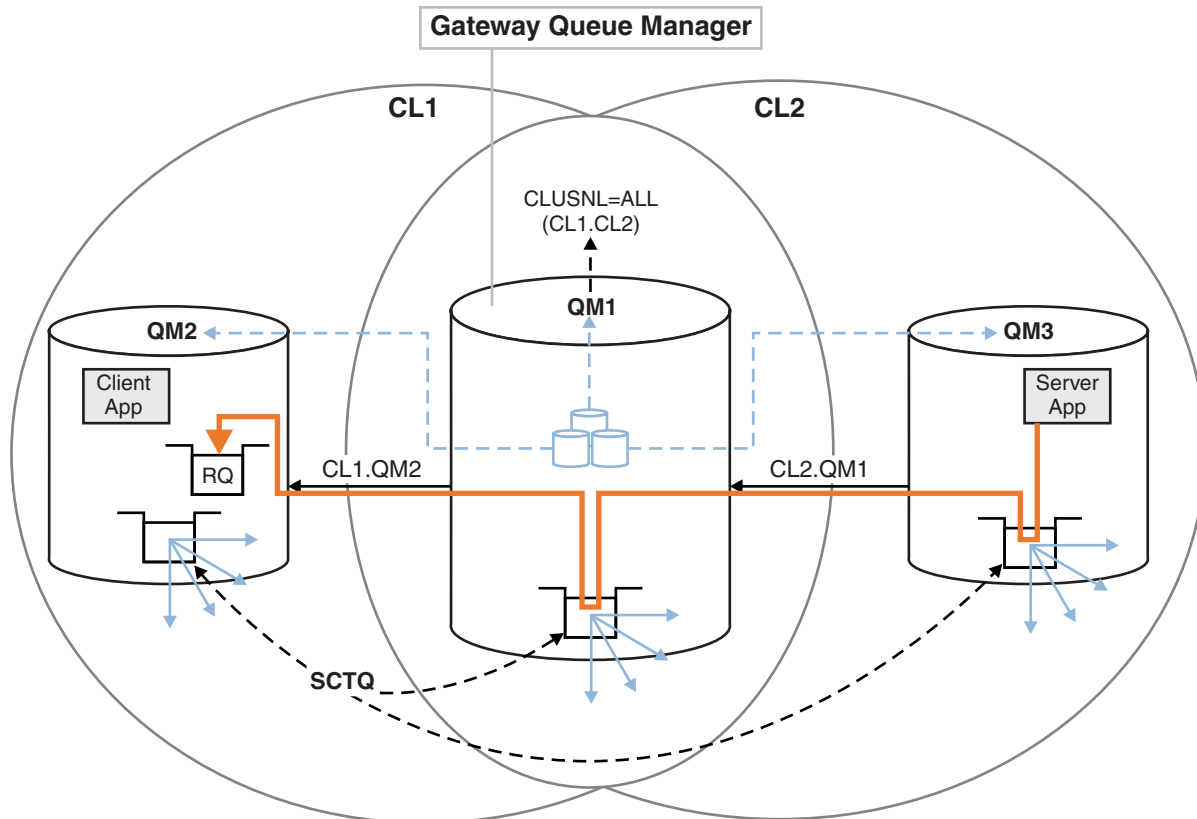 Gateway Queue Manager
CL1
CL2
CLUSNL=ALL
(CL1.CL2)
QM1
QM2
QM3
Client
App
Server
App
RQ
CL1.QM2
CL2.QM1
SCTQ